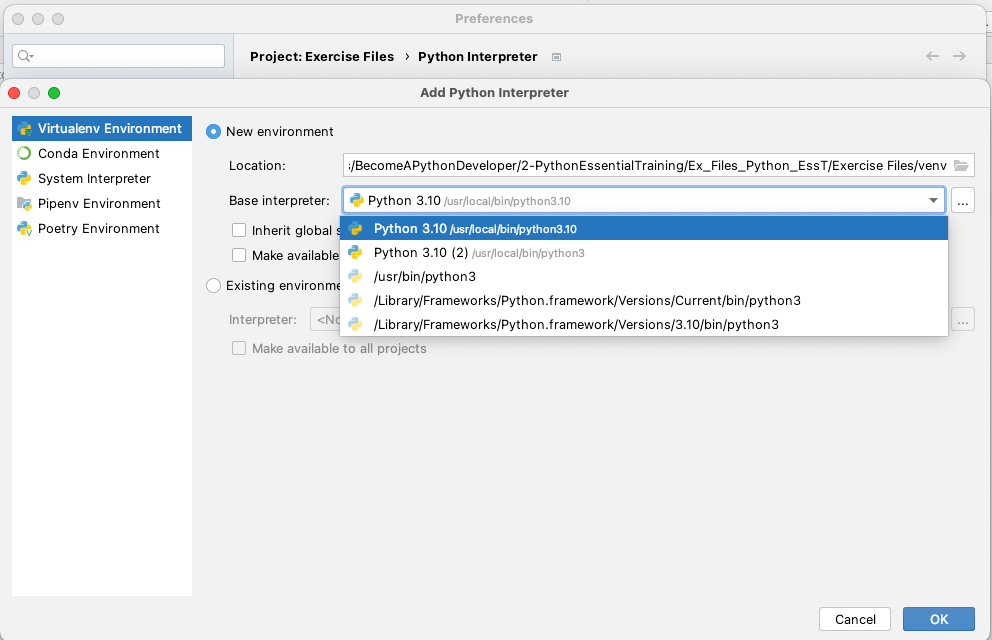 Preferences
Project: Exercise Files › Python Interpreter
Add Python Interpreter
Virtualenv Environment
Conda Environment
System Interpreter
Pipenv Environment
Poetry Environment
New environment
Location: /BecomeAPythonDeveloper/2-PythonEssentialTraining/Ex_Files_Python_EssT/Exercise Files/venv
Base interpreter: Python 3.10 /usr/local/bin/python3.10 ...
Inherit global
Python 3.10 /usr/local/bin/python3.10
Make available
Python 3.10 (2) /usr/local/bin/python3
/usr/bin/python3
Existing environme
/Library/Frameworks/Python.framework/Versions/Current/bin/python3
Interpreter: <No ...
/Library/Frameworks/Python.framework/Versions/3.10/bin/python3
Make available to all projects
Cancel OK